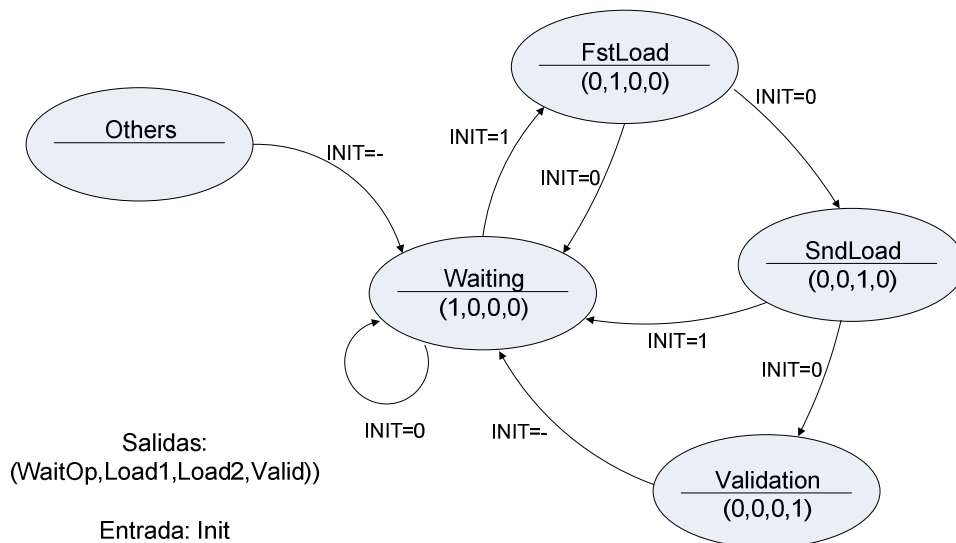 FstLoad
(0,1,0,0)
INIT=0
Others
INIT=-
INIT=1
INIT=0
SndLoad
(0,0,1,0)
Waiting
(1,0,0,0)
INIT=1
INIT=0
INIT=0
INIT=-
Salidas:
(WaitOp,Load1,Load2,Valid))
Validation
(0,0,0,1)
Entrada: Init